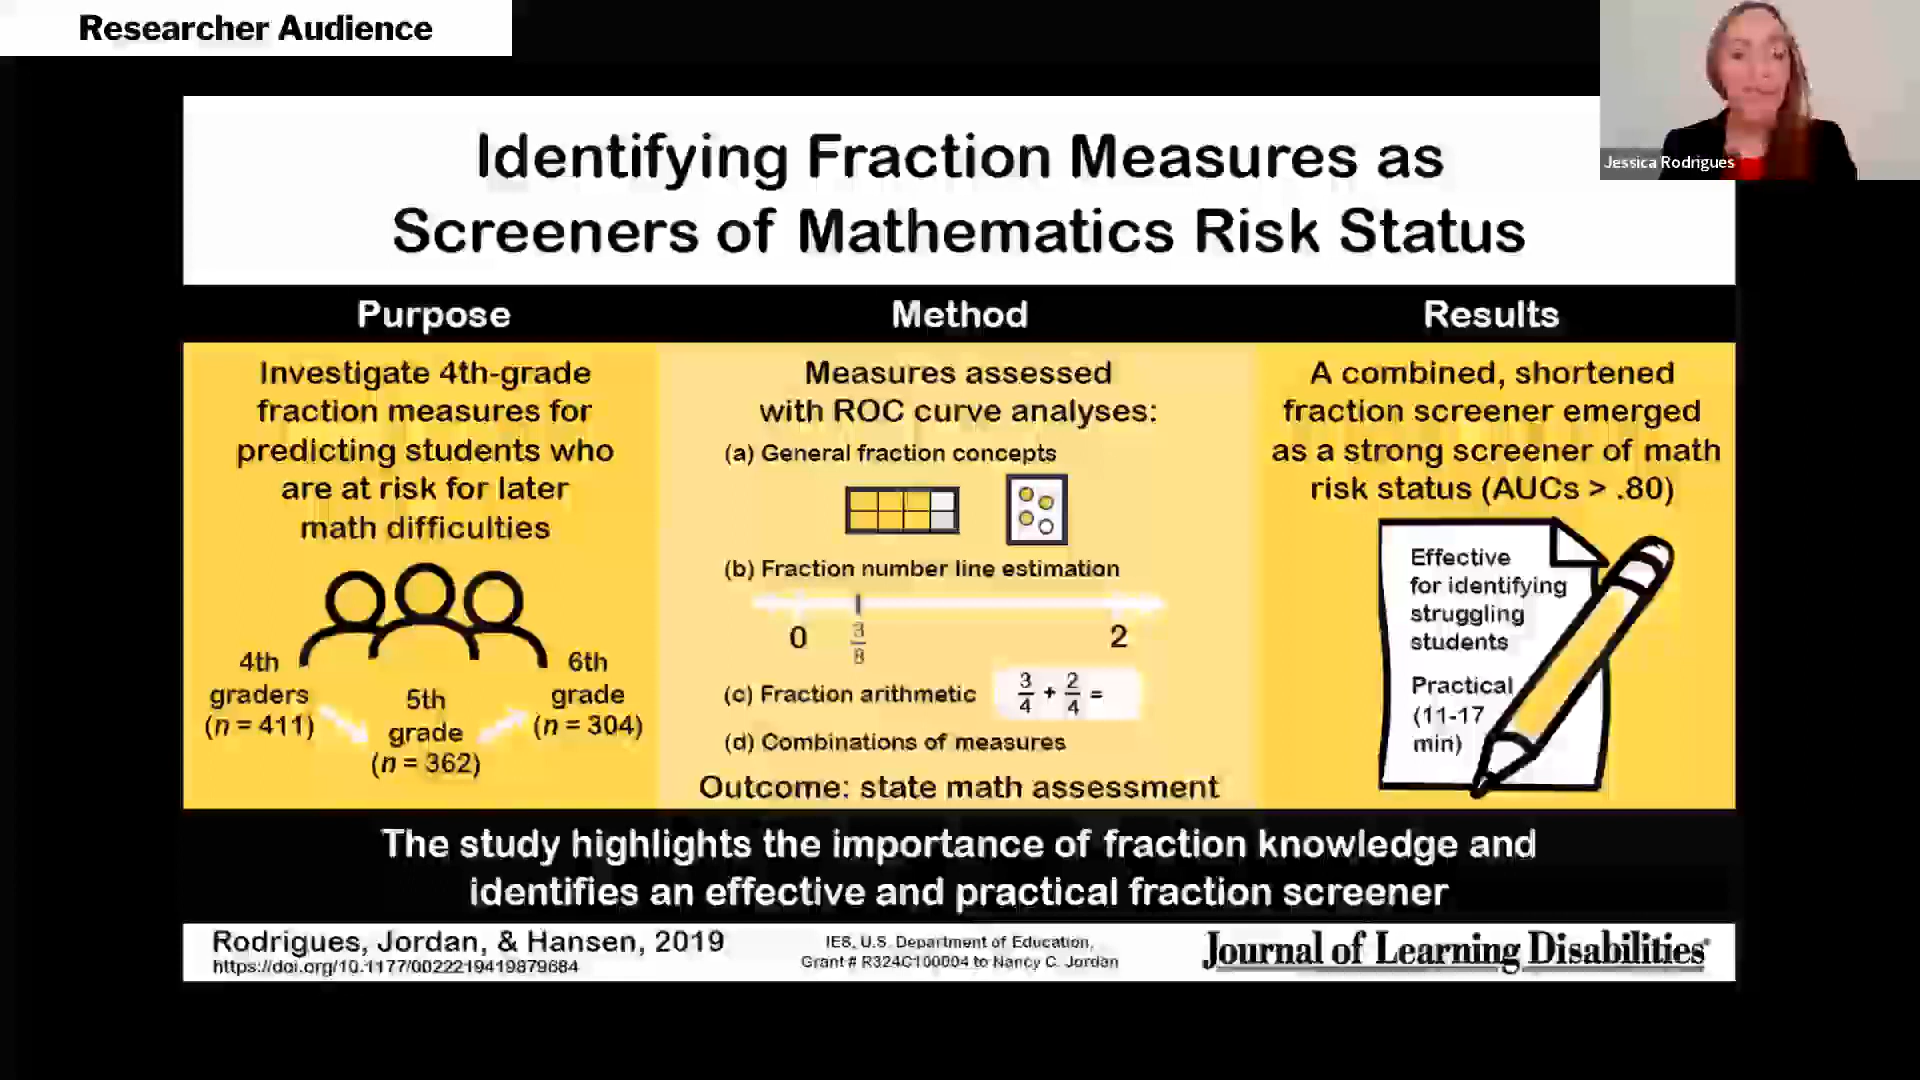 Researcher Audience
Jessica Rodrigues
Identifying Fraction Measures as
Screeners of Mathematics Risk Status
Purpose
Investigate 4th-grade
fraction measures for
predicting students who
are at risk for later
math difficulties
4th
graders
(n = 411)
5th
grade
(n = 362)
6th
grade
(n = 304)
Method
Measures assessed
with ROC curve analyses:
(a) General fraction concepts
(b) Fraction number line estimation
0
3
8
2
(c) Fraction arithmetic
3/4 + 2/4 =
(d) Combinations of measures
Outcome: state math assessment
Results
A combined, shortened
fraction screener emerged
as a strong screener of math
risk status (AUCs > .80)
Effective
for identifying
struggling
students
Practical
(11-17
min)
The study highlights the importance of fraction knowledge and
identifies an effective and practical fraction screener
Rodrigues, Jordan, & Hansen, 2019
https://doi.org/10.1177/0022219419879684
IES, U.S. Department of Education,
Grant # R324C100004 to Nancy C. Jordan
Journal of Learning Disabilities